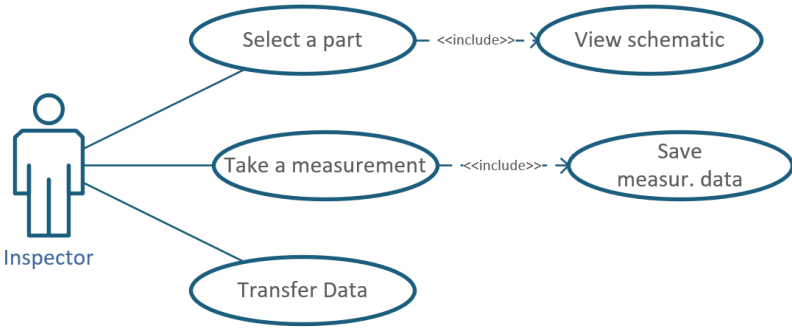 Select a part
<<include>>
View schematic
Take a measurement
<<include>>
Save
measur. data
Inspector
Transfer Data